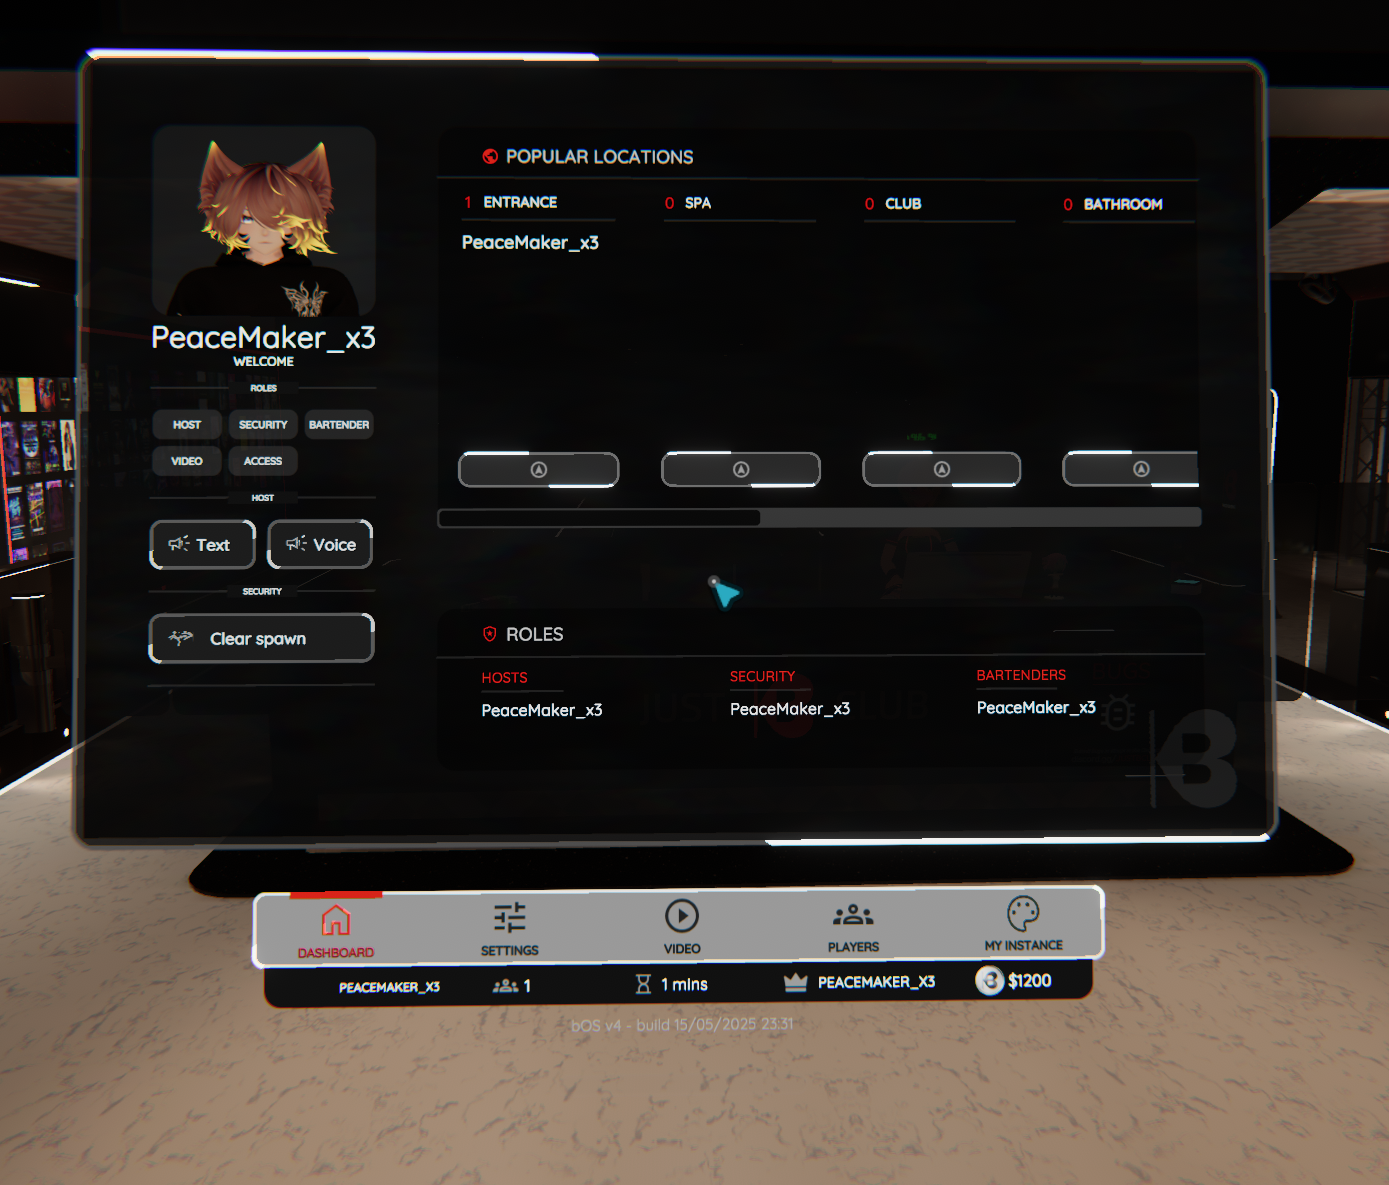 PeaceMaker_x3
WELCOME
ROLES
HOST SECURITY BARTENDER
VIDEO ACCESS
HOST
Text Voice
SECURITY
Clear spawn
POPULAR LOCATIONS
1 ENTRANCE 0 SPA 0 CLUB 0 BATHROOM
PeaceMaker_x3
ROLES
HOSTS SECURITY BARTENDERS
PeaceMaker_x3 PeaceMaker_x3 PeaceMaker_x3
DASHBOARD SETTINGS VIDEO PLAYERS MY INSTANCE
PEACEMAKER_X3 1 1 mins PEACEMAKER_X3 $1200
bOS v4 - build 15/05/2025 23:31